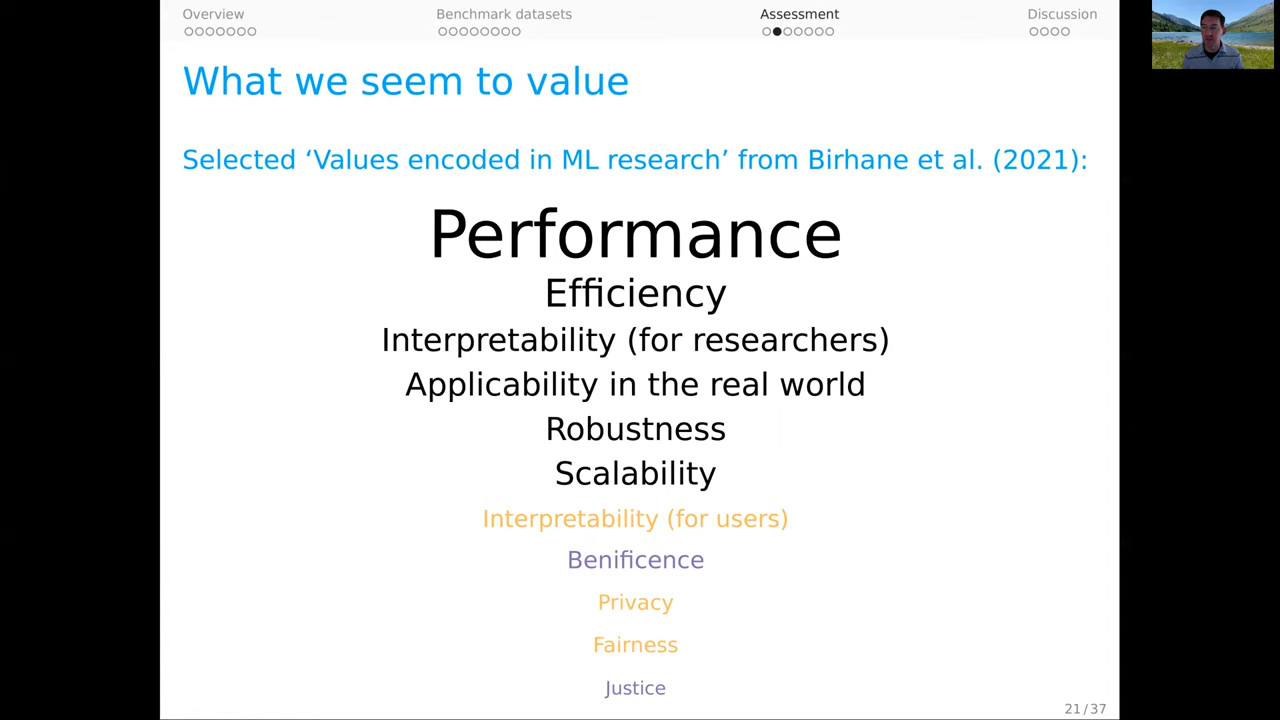 Overview Benchmark datasets Assessment Discussion
What we seem to value
Selected ‘Values encoded in ML research’ from Birhane et al. (2021):
Performance
Efficiency
Interpretability (for researchers)
Applicability in the real world
Robustness
Scalability
Interpretability (for users)
Benificence
Privacy
Fairness
Justice
21 / 37